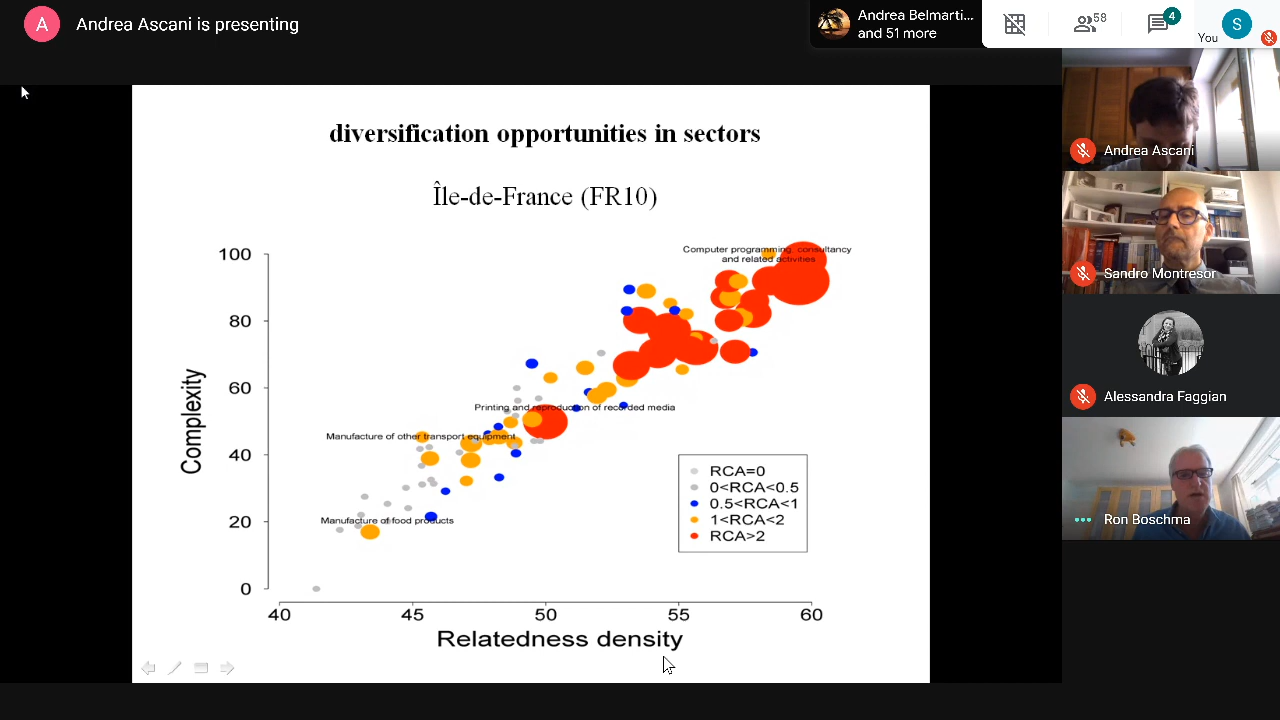 A
Andrea Ascani is presenting
Andrea Belmarti...
and 51 more
58
4
You
S
diversification opportunities in sectors
Île-de-France (FR10)
Computer programming, consultancy
and related activities
Printing and reproduction of recorded media
Manufacture of other transport equipment
Manufacture of food products
Complexity
100
80
60
40
20
0
RCA=0
0<RCA<0.5
0.5<RCA<1
1<RCA<2
RCA>2
40
45
50
55
60
Relatedness density
Andrea Ascani
Sandro Montresor
Alessandra Faggian
Ron Boschma